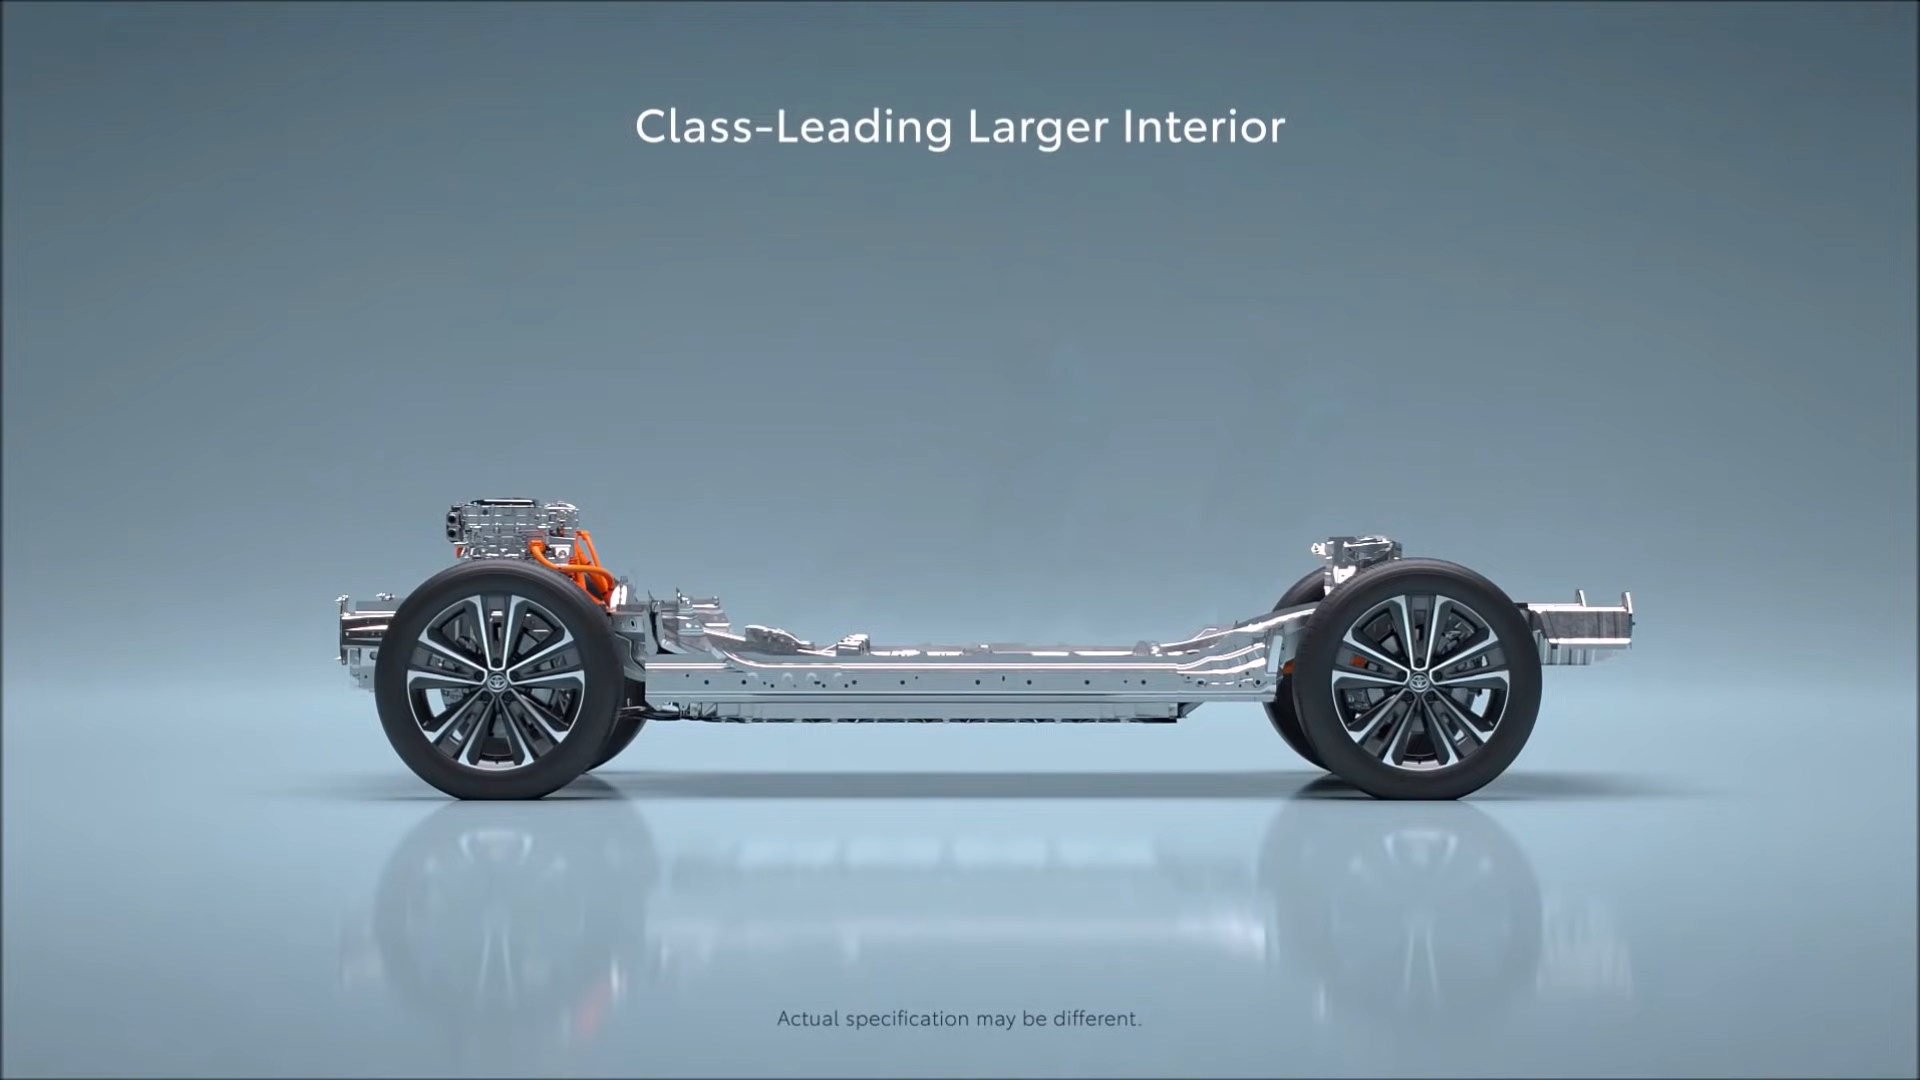 Class-Leading Larger Interior
Actual specification may be different.